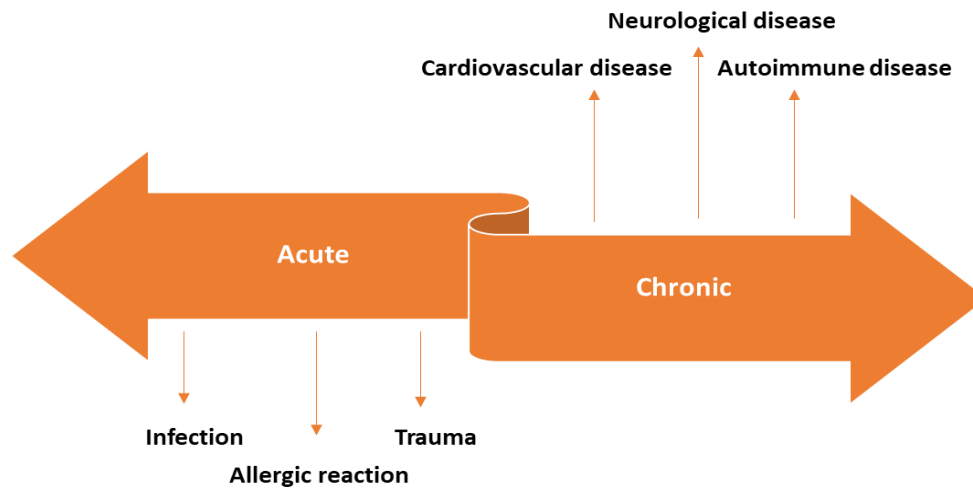 Neurological disease
Cardiovascular disease
Autoimmune disease
Acute
Chronic
Infection
Trauma
Allergic reaction